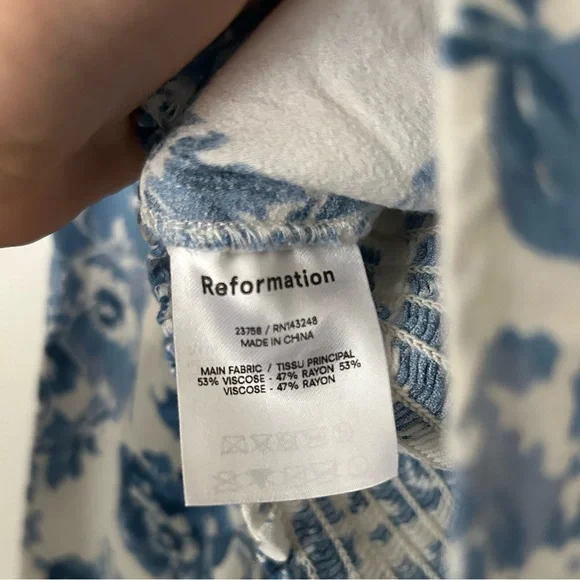 Reformation
23758 / RN143248
MADE IN CHINA
MAIN FABRIC / TISSU PRINCIPAL
53% VISCOSE - 47% RAYON 53%
VISCOSE - 47% RAYON